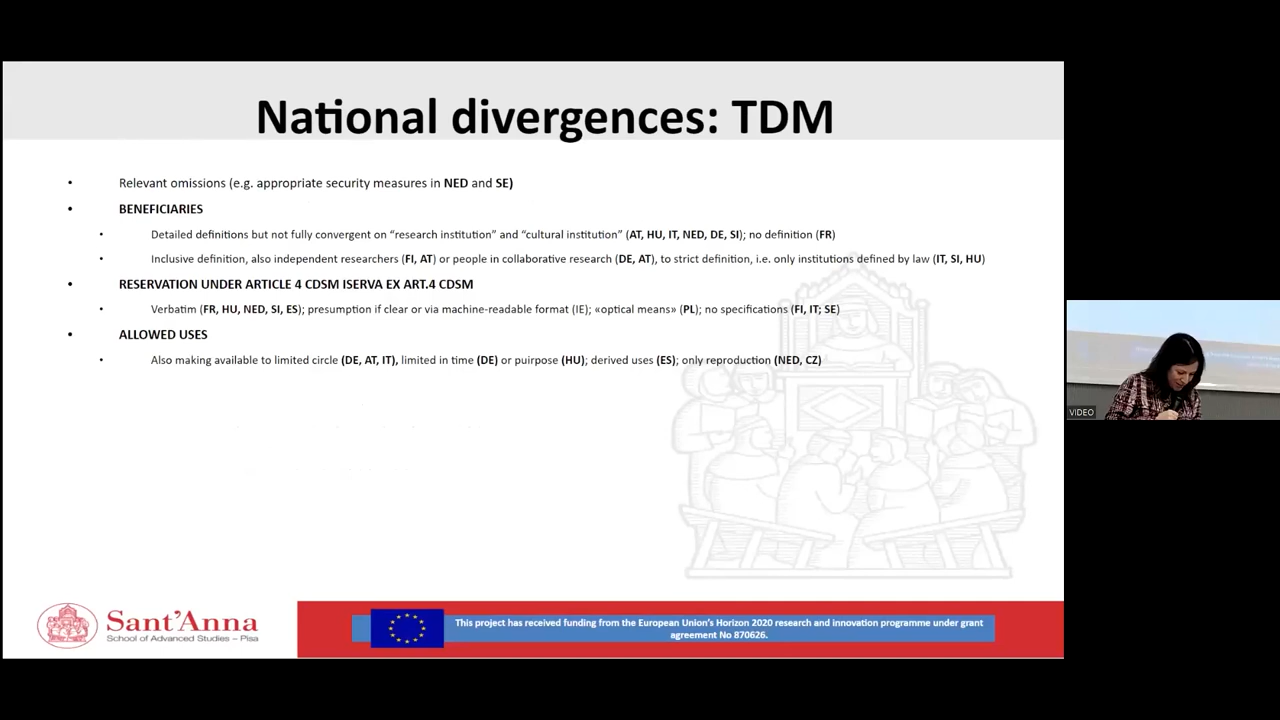 National divergences: TDM
• Relevant omissions (e.g. appropriate security measures in NED and SE)
• BENEFICIARIES
• Detailed definitions but not fully convergent on “research institution” and “cultural institution” (AT, HU, IT, NED, DE, SI); no definition (FR)
• Inclusive definition, also independent researchers (FI, AT) or people in collaborative research (DE, AT), to strict definition, i.e. only institutions defined by law (IT, SI, HU)
• RESERVATION UNDER ARTICLE 4 CDSM ISERVA EX ART.4 CDSM
• Verbatim (FR, HU, NED, SI, ES); presumption if clear or via machine-readable format (IE); «optical means» (PL); no specifications (FI, IT; SE)
• ALLOWED USES
• Also making available to limited circle (DE, AT, IT), limited in time (DE) or puirpose (HU); derived uses (ES); only reproduction (NED, CZ)
VIDEO
Sant'Anna
School of Advanced Studies – Pisa
This project has received funding from the European Union's Horizon 2020 research and innovation programme under grant
agreement No 870626.